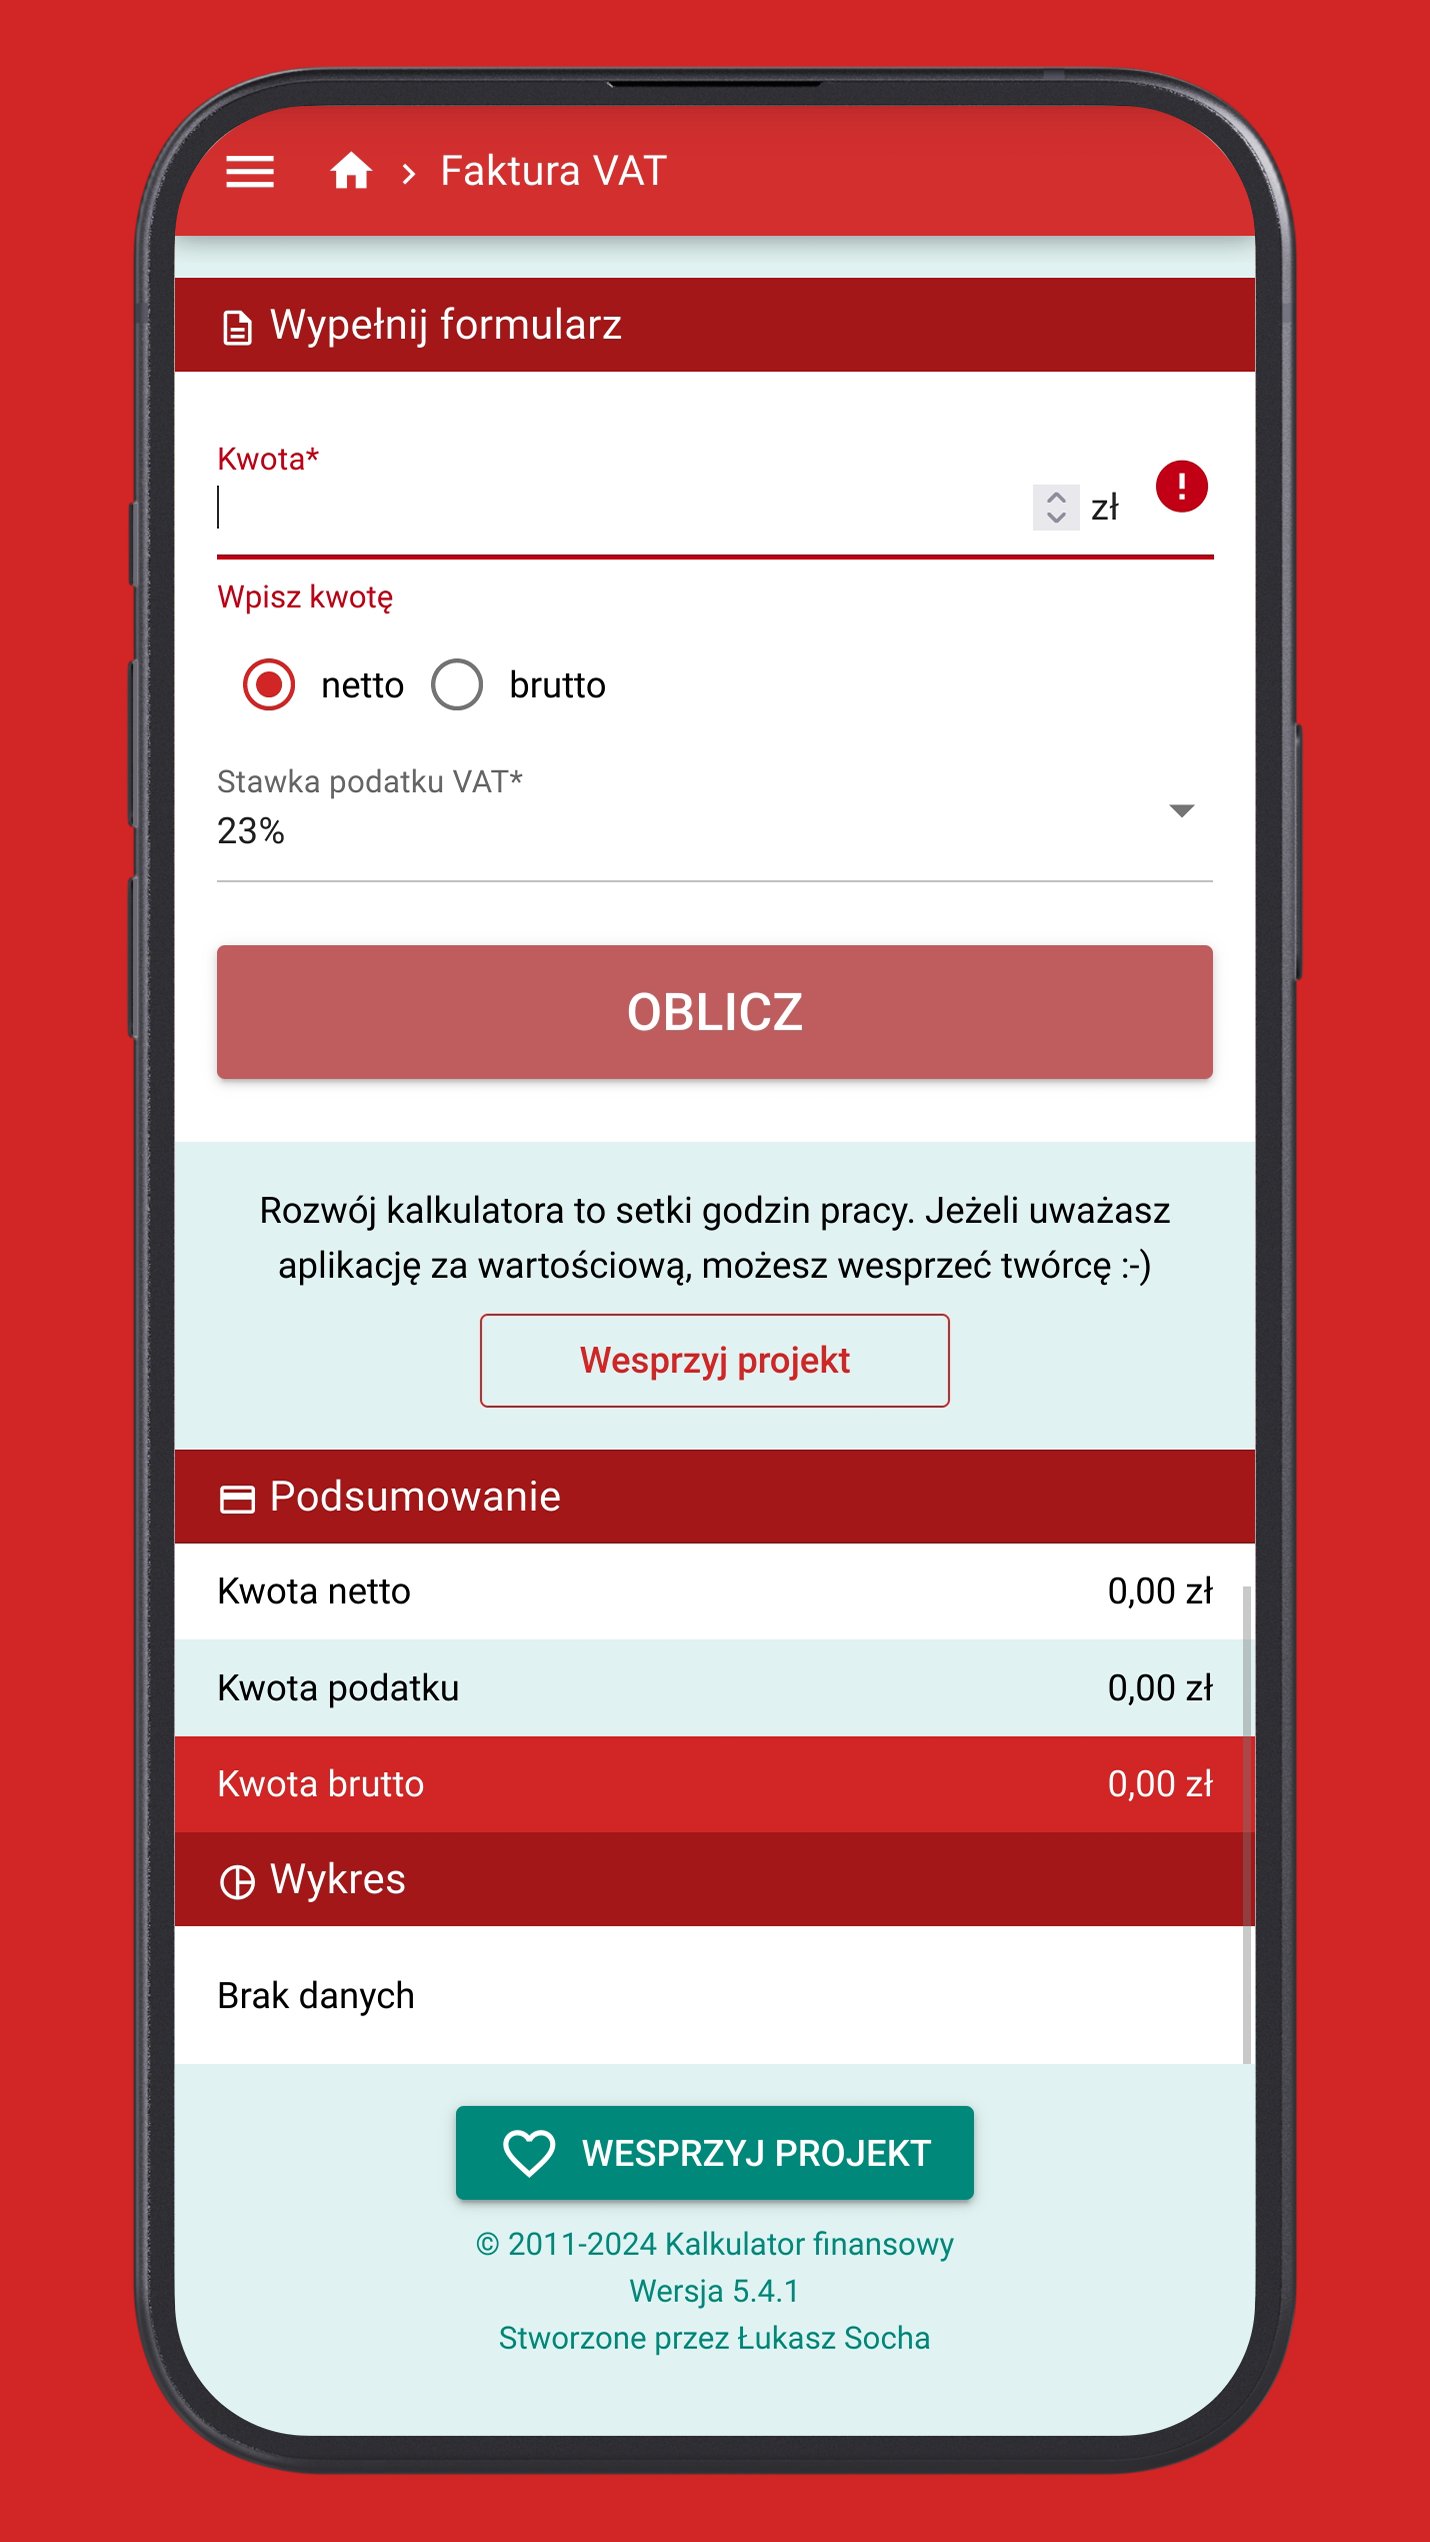 Faktura VAT
Wypełnij formularz
Kwota*
zł
Wpisz kwotę
netto brutto
Stawka podatku VAT*
23%
OBLICZ
Rozwój kalkulatora to setki godzin pracy. Jeżeli uważasz
aplikację za wartościową, możesz wesprzeć twórcę :-)
Wesprzyj projekt
Podsumowanie
Kwota netto 0,00 zł
Kwota podatku 0,00 zł
Kwota brutto 0,00 zł
Wykres
Brak danych
WESPRZYJ PROJEKT
© 2011-2024 Kalkulator finansowy
Wersja 5.4.1
Stworzone przez Łukasz Socha